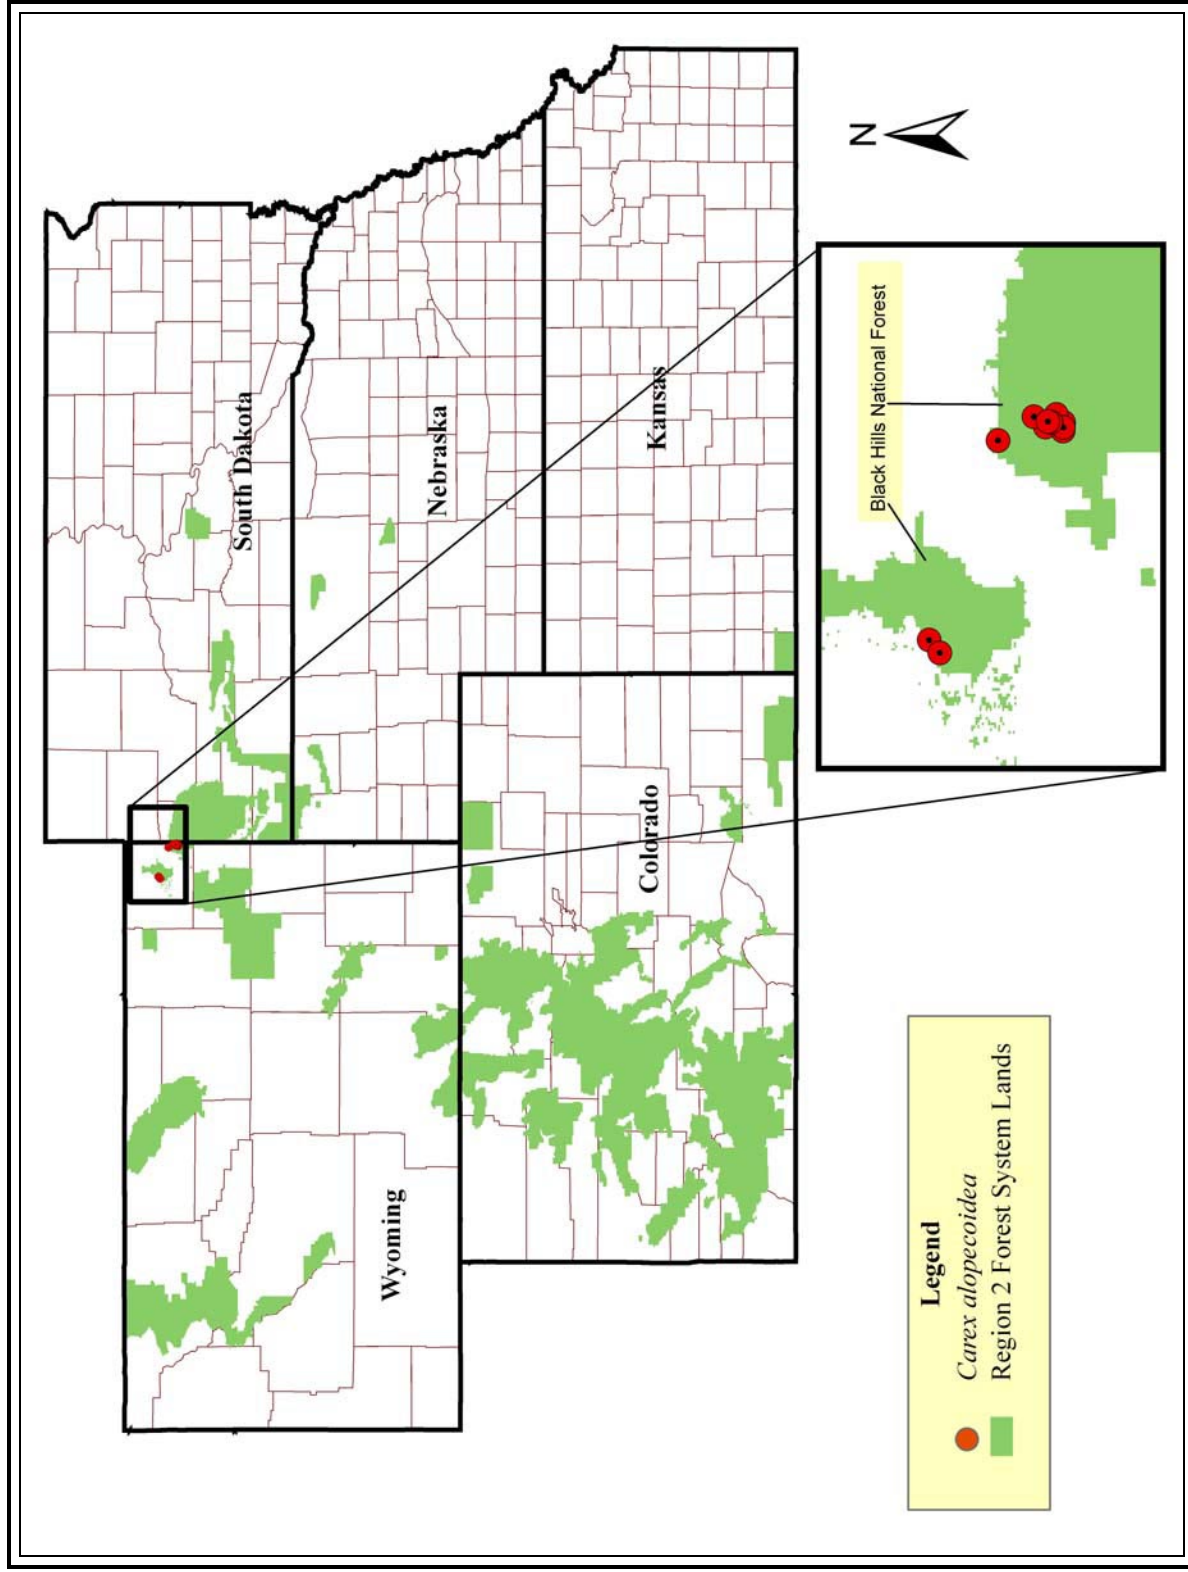 South Dakota
Nebraska
Kansas
Wyoming
Colorado
N
Black Hills National Forest
Legend
Carex alopecoidea
Region 2 Forest System Lands